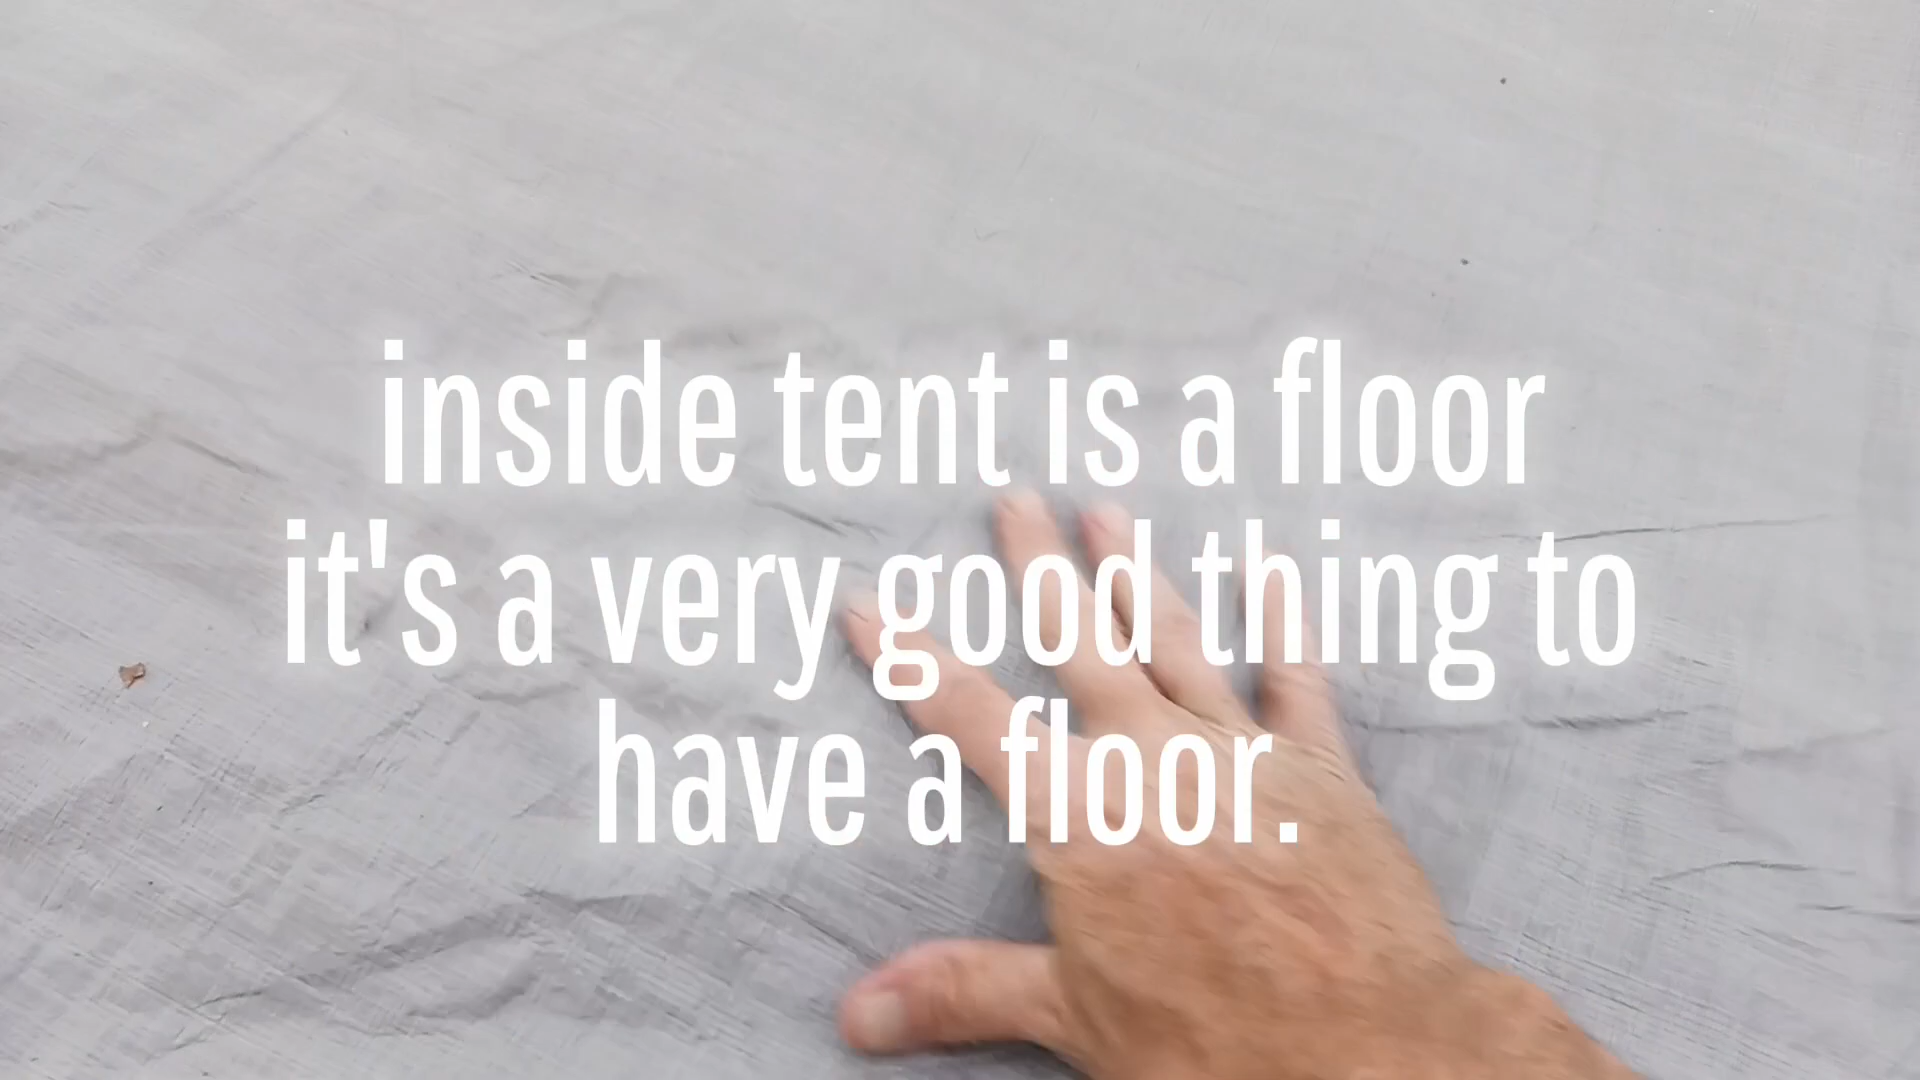 inside tent is a floor
it's a very good thing to
have a floor.